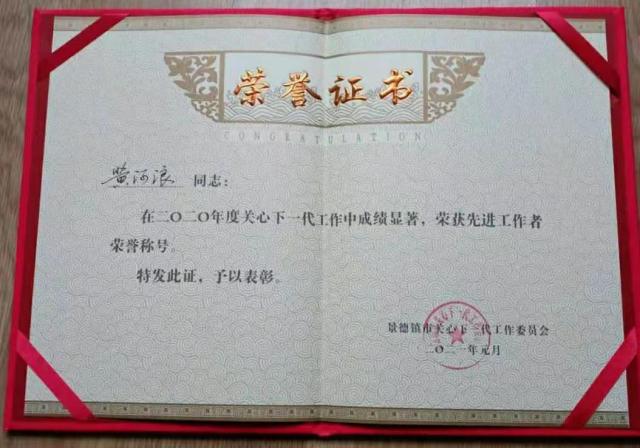 荣誉证书
CONGRATULATION
黄河浪 同志:
在二〇二〇年度关心下一代工作中成绩显著，荣获先进工作者
荣誉称号。
特发此证，予以表彰。
景德镇市关心下一代工作委员会
二〇二一年元月